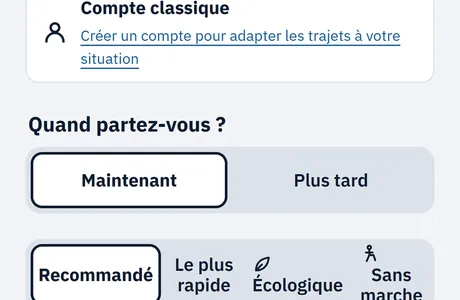 Compte classique
Créer un compte pour adapter les trajets à votre
situation
Quand partez-vous ?
Maintenant
Plus tard
Recommandé
Le plus
rapide
Écologique
Sans
marche